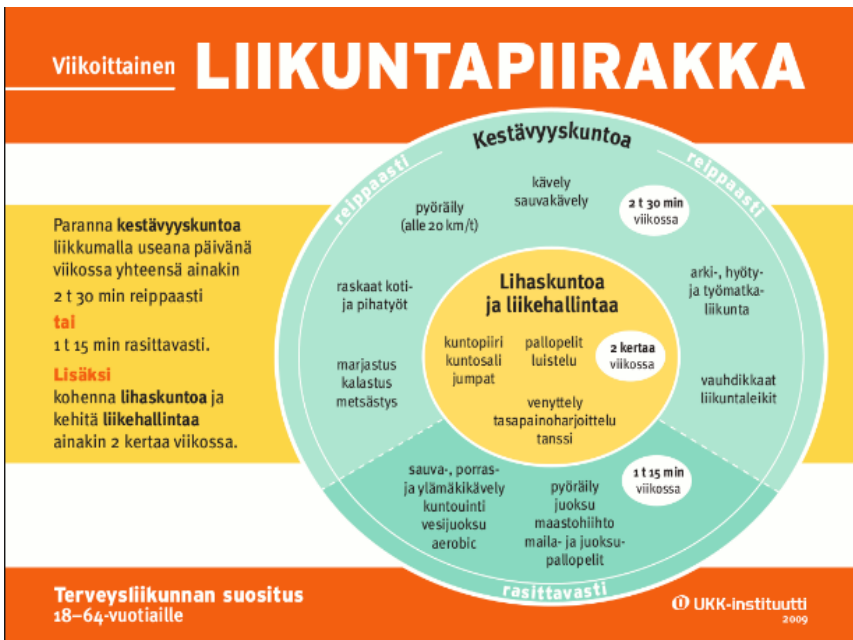 Viikoittainen LIIKUNTAPIIRAKKA
Paranna kestävyyskuntoa
liikkumalla useana päivänä
viikossa yhteensä ainakin
2 t 30 min reippaasti
tai
1 t 15 min rasittavasti.
Lisäksi
kohenna lihaskuntoa ja
kehitä liikehallintaa
ainakin 2 kertaa viikossa.
Kestävyyskuntoa
reippaasti
reippaasti
kävely
sauvakävely
2 t 30 min
viikossa
pyöräily
(alle 20 km/t)
raskaat koti-
ja pihatyöt
marjastus
kalastus
metsästys
arki-, hyöty-
ja työmatka-
liikunta
vauhdikkaat
liikuntaleikit
Lihaskuntoa
ja liikehallintaa
kuntopiiri
kuntosali
jumpat
pallopelit
luistelu
2 kertaa
viikossa
venyttely
tasapainoharjoittelu
tanssi
sauva-, porras-
ja ylämäkikävely
kuntouinti
vesijuoksu
aerobic
pyöräily
juoksu
maastohiihto
maila- ja juoksu-
pallopelit
1 t 15 min
viikossa
rasittavasti
Terveysliikunnan suositus
18–64-vuotiaille
UKK-instituutti
2009